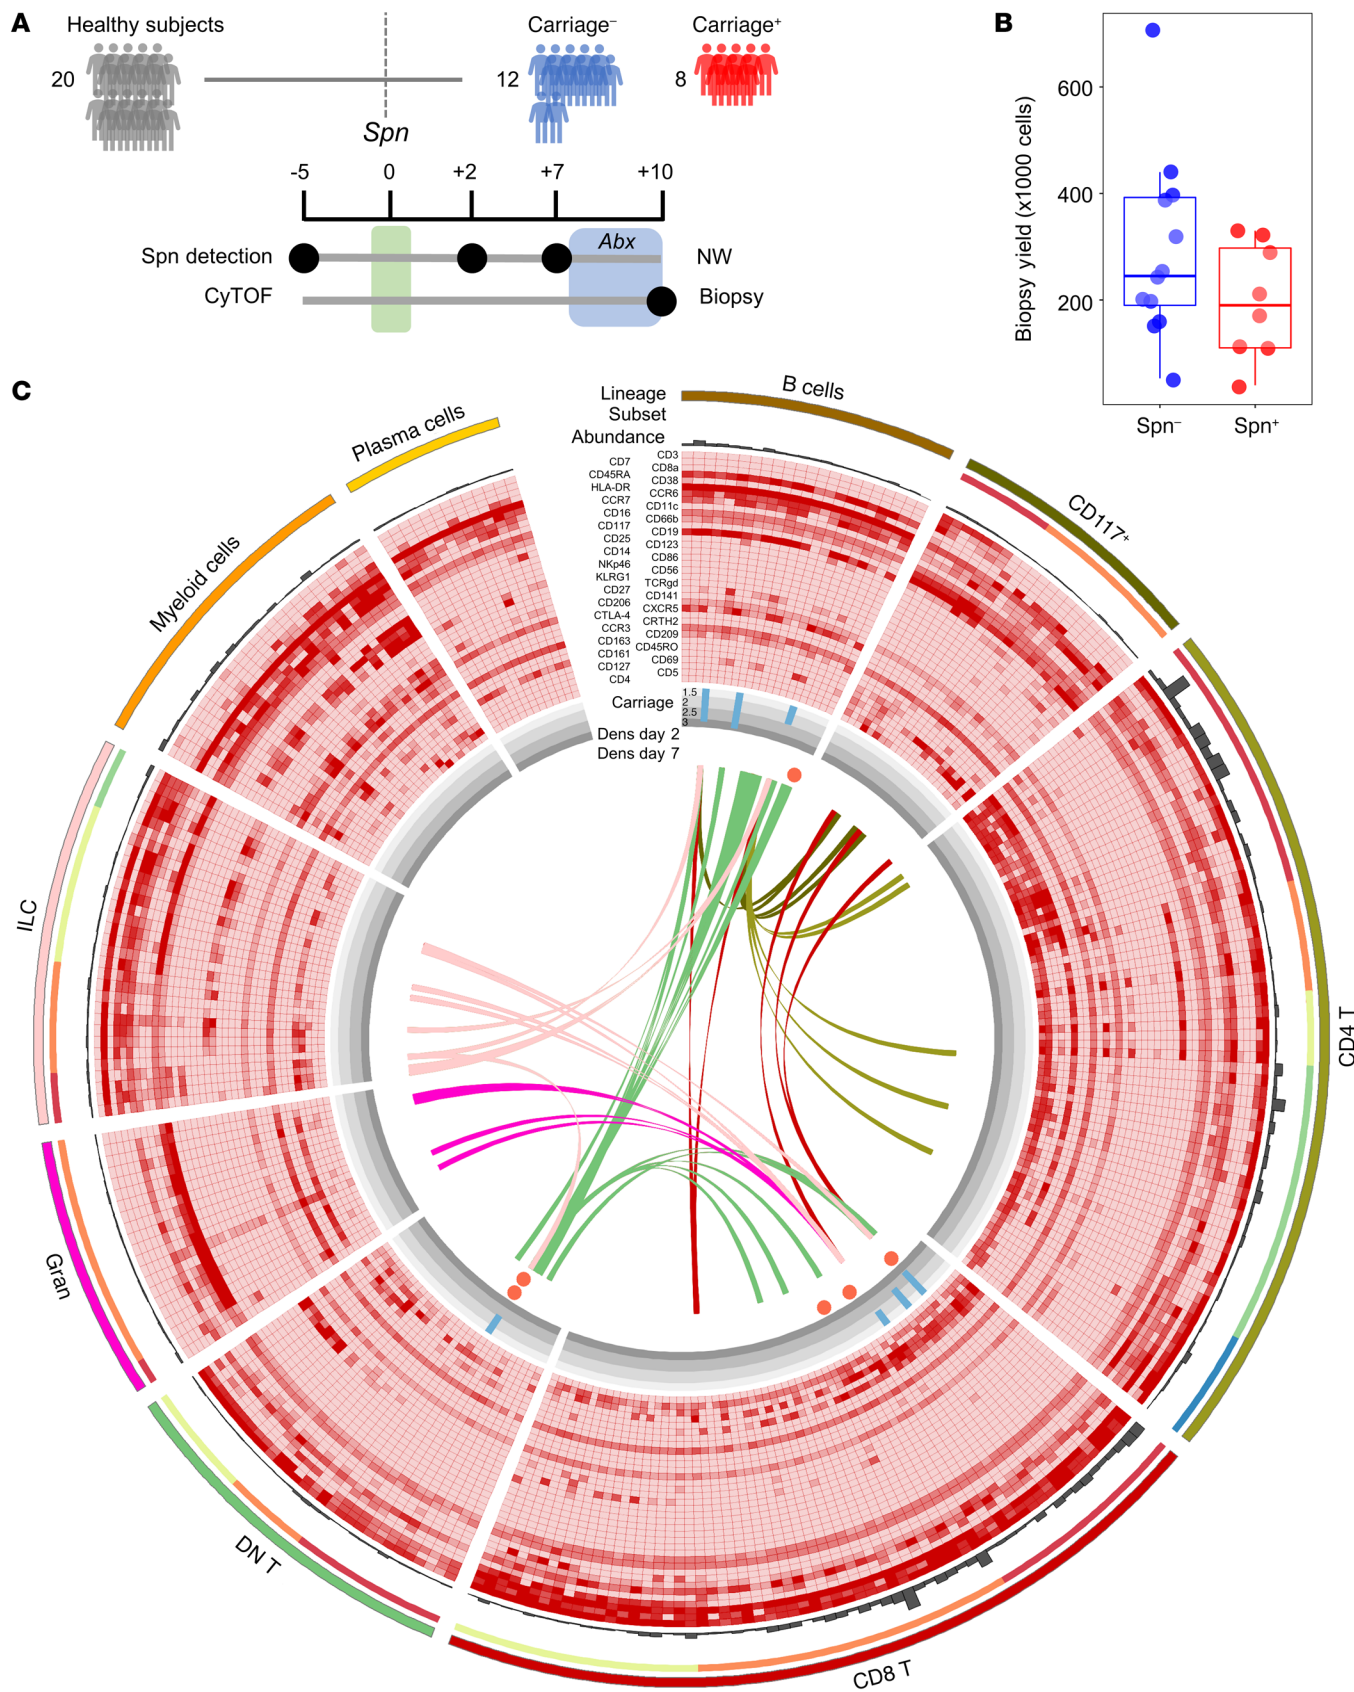 A
Healthy subjects
Carriage⁻
Carriage⁺
20
12
8
Spn
-5
0
+2
+7
+10
Abx
Spn detection
NW
CyTOF
Biopsy
B
Biopsy yield (x1000 cells)
600
400
200
Spn⁻
Spn⁺
C
Lineage
Subset
Abundance
CD3
CD7
CD8a
CD45RA
CD38
HLA-DR
CCR6
CCR7
CD11c
CD16
CD66b
CD117
CD19
CD25
CD123
CD14
CD86
NKp46
CD56
KLRG1
TCRgd
CD27
CD141
CD206
CXCR5
CTLA-4
CRTH2
CCR3
CD209
CD163
CD45RO
CD161
CD69
CD127
CD5
CD4
Carriage
1.5
2
2.5
3
Dens day 2
Dens day 7
B cells
CD117⁺
CD4 T
CD8 T
DN T
Gran
ILC
Myeloid cells
Plasma cells